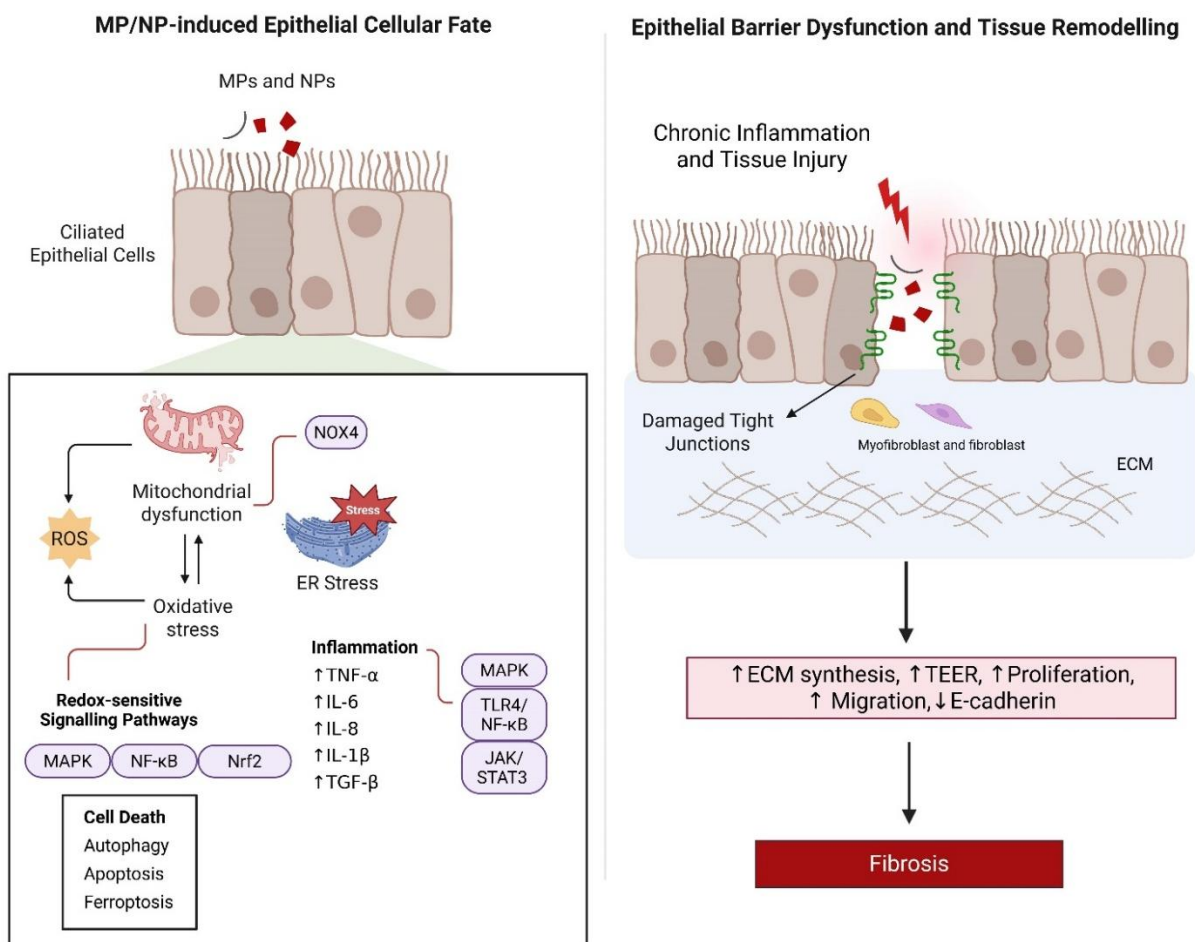 MP/NP-induced Epithelial Cellular Fate
MPs and NPs
Ciliated
Epithelial Cells
Mitochondrial
dysfunction
NOX4
ROS
Stress
ER Stress
Oxidative
stress
Redox-sensitive
Signalling Pathways
MAPK
NF-κB
Nrf2
Inflammation
↑TNF-α
↑IL-6
↑IL-8
↑IL-1β
↑TGF-β
MAPK
TLR4/
NF-κB
JAK/
STAT3
Cell Death
Autophagy
Apoptosis
Ferroptosis
Epithelial Barrier Dysfunction and Tissue Remodelling
Chronic Inflammation
and Tissue Injury
Damaged Tight
Junctions
Myofibroblast and fibroblast
ECM
↑ECM synthesis, ↑TEER, ↑Proliferation,
↑ Migration,↓E-cadherin
Fibrosis